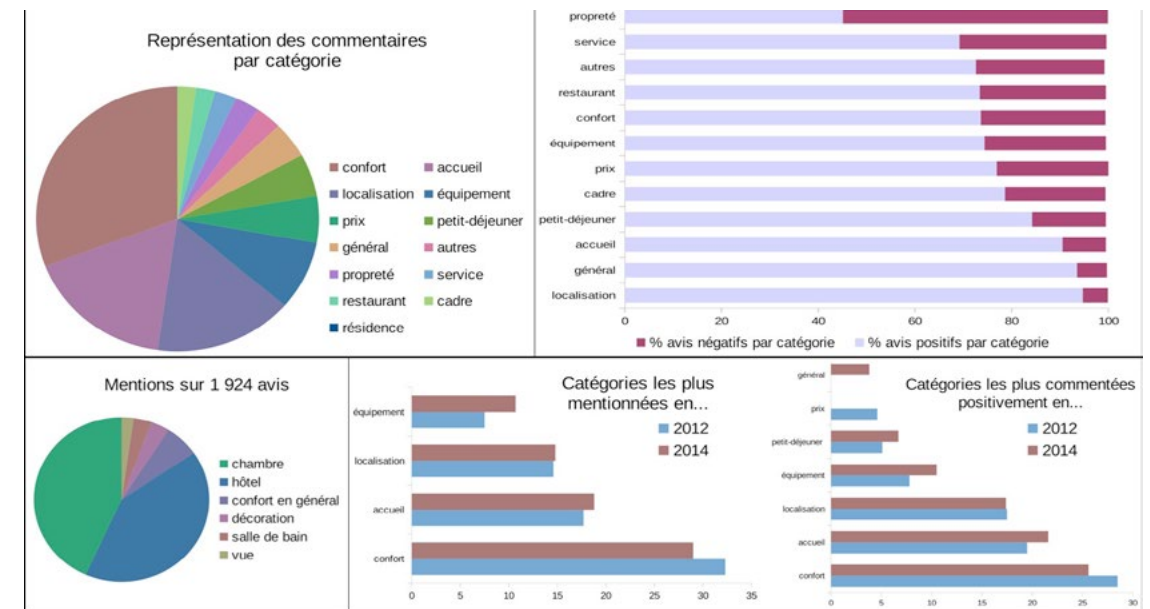 Représentation des commentaires
par catégorie
confort
accueil
localisation
équipement
prix
petit-déjeuner
général
autres
propreté
service
restaurant
cadre
résidence
propreté
service
autres
restaurant
confort
équipement
prix
cadre
petit-déjeuner
accueil
général
localisation
0 20 40 60 80 100
% avis négatifs par catégorie % avis positifs par catégorie
Mentions sur 1 924 avis
chambre
hôtel
confort en général
décoration
salle de bain
vue
Catégories les plus
mentionnées en...
2012
2014
équipement
localisation
accueil
confort
0 5 10 15 20 25 30 35
Catégories les plus commentées
positivement en...
2012
2014
général
prix
petit-déjeuner
équipement
localisation
accueil
confort
0 5 10 15 20 25 30